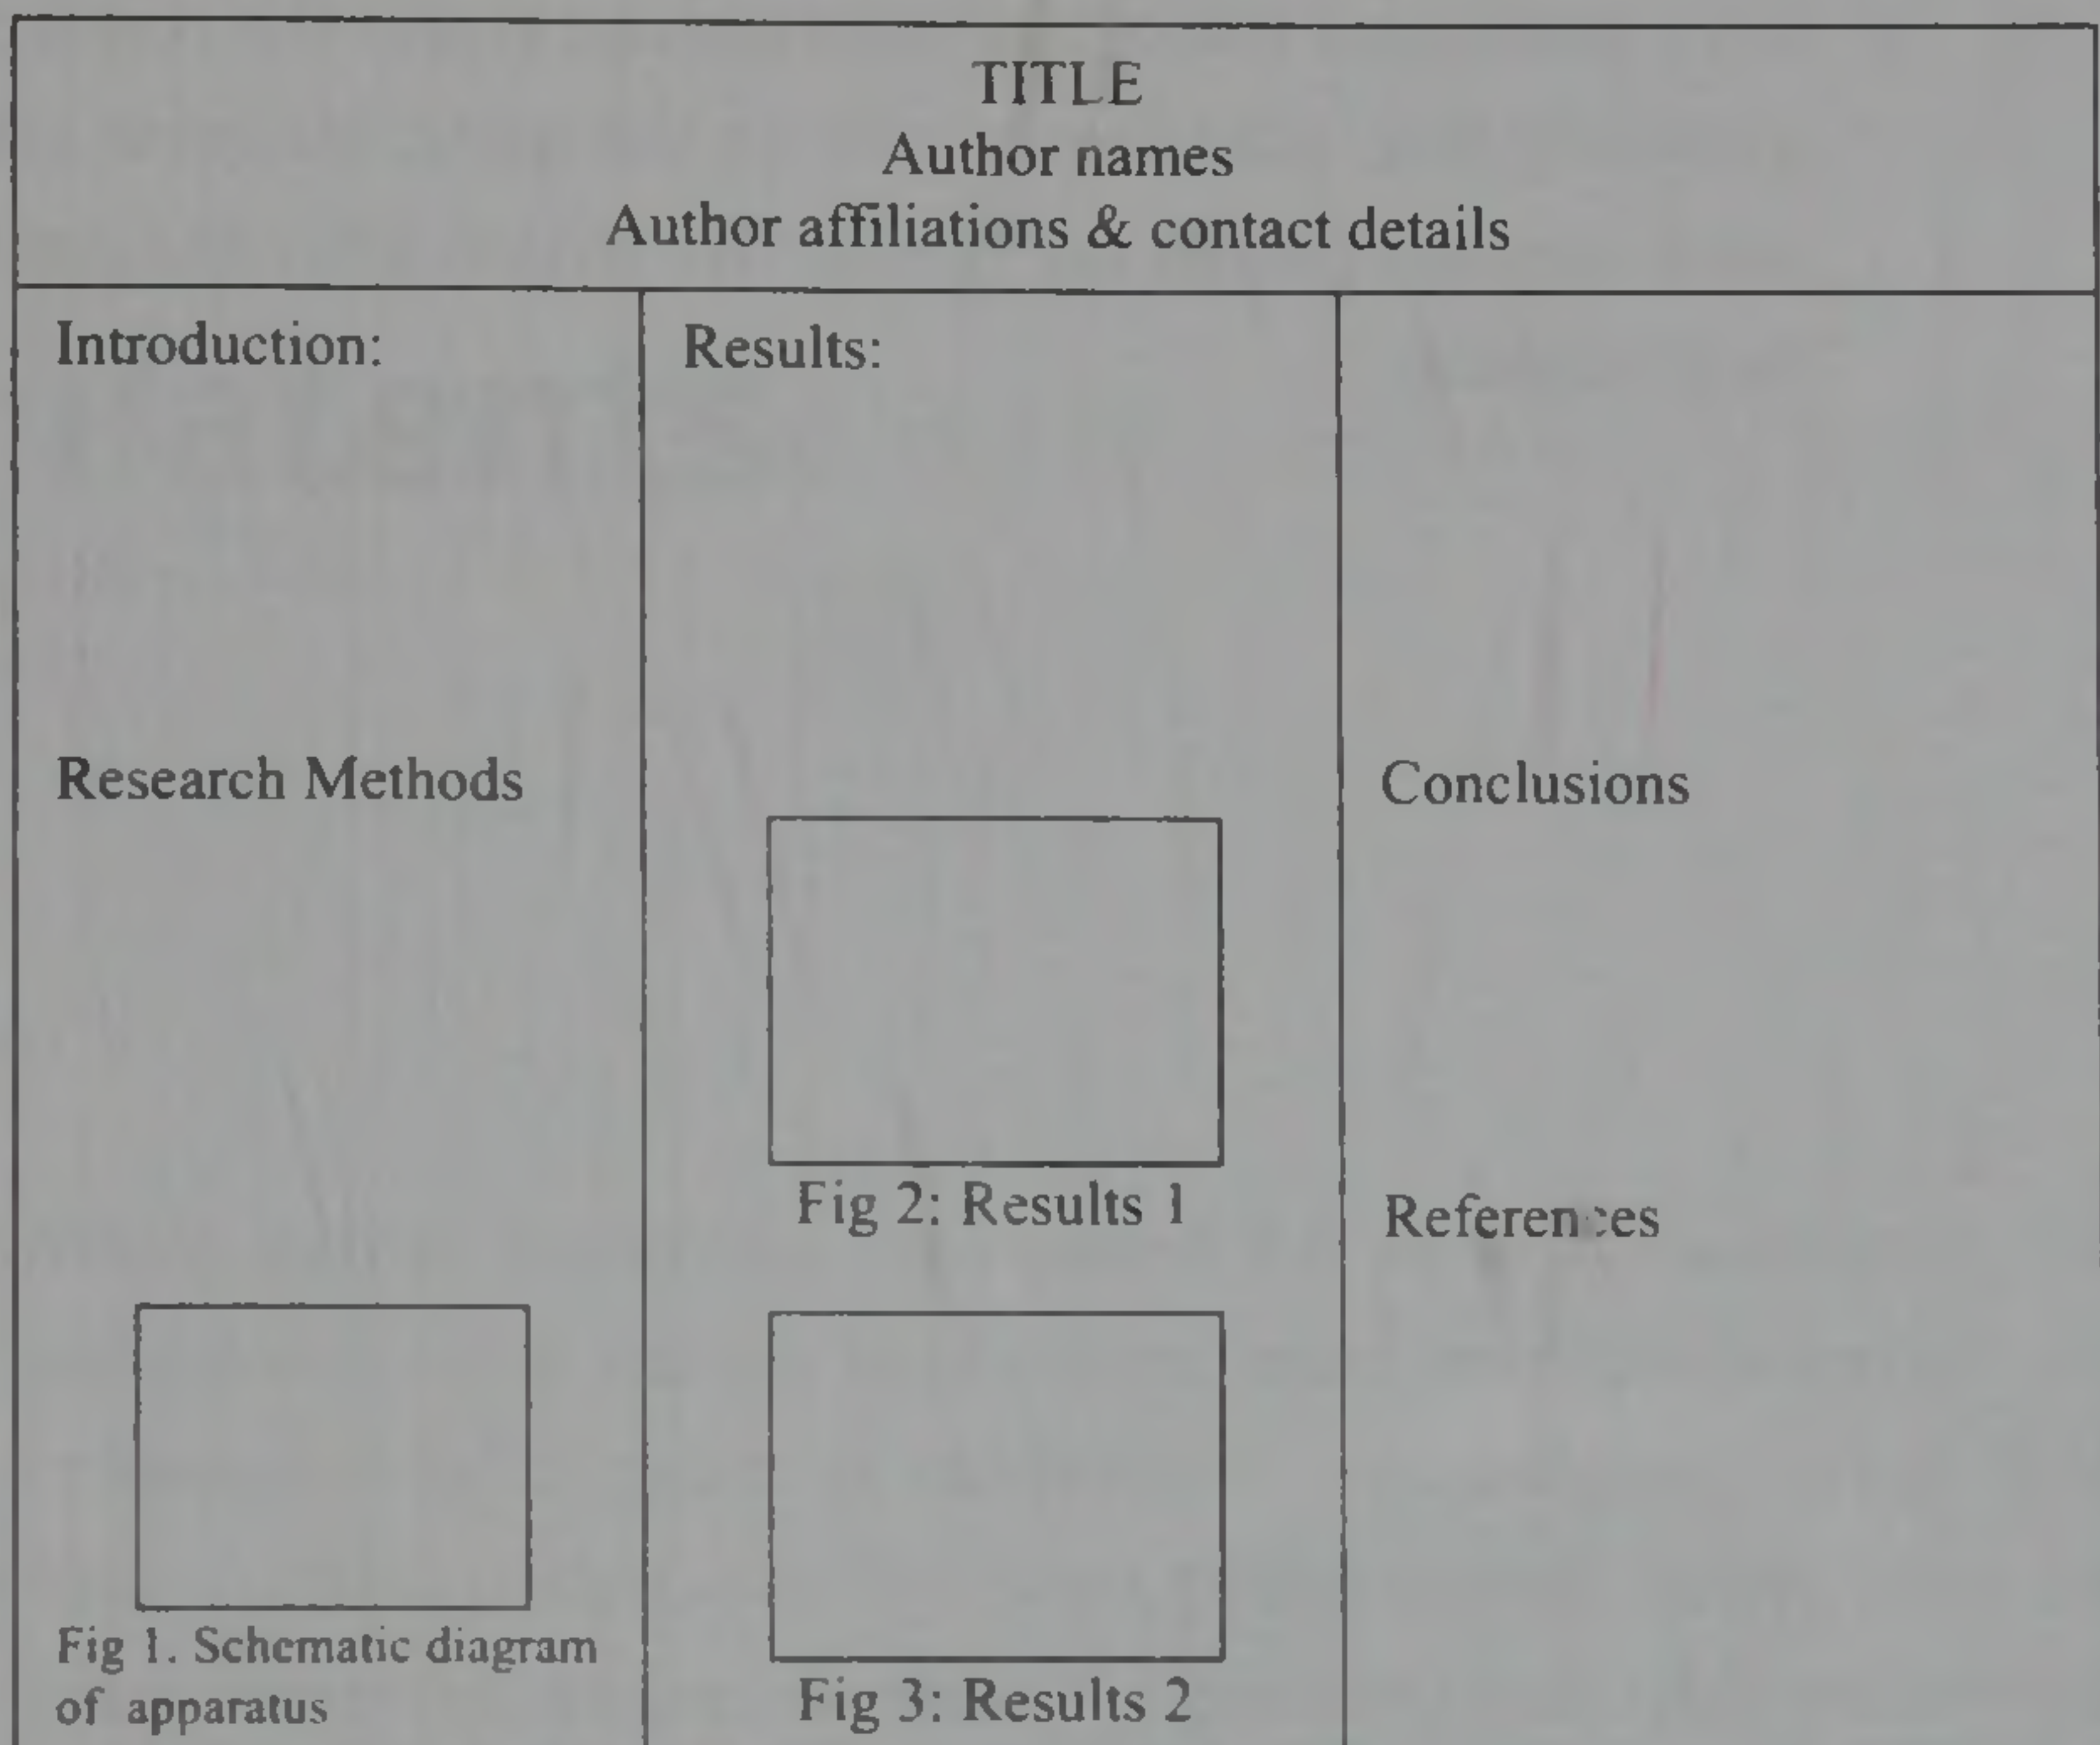 TITLE
Author names
Author affiliations & contact details
Introduction:
Research Methods
Fig 1. Schematic diagram
of apparatus
Results:
Fig 2: Results 1
Fig 3: Results 2
Conclusions
References